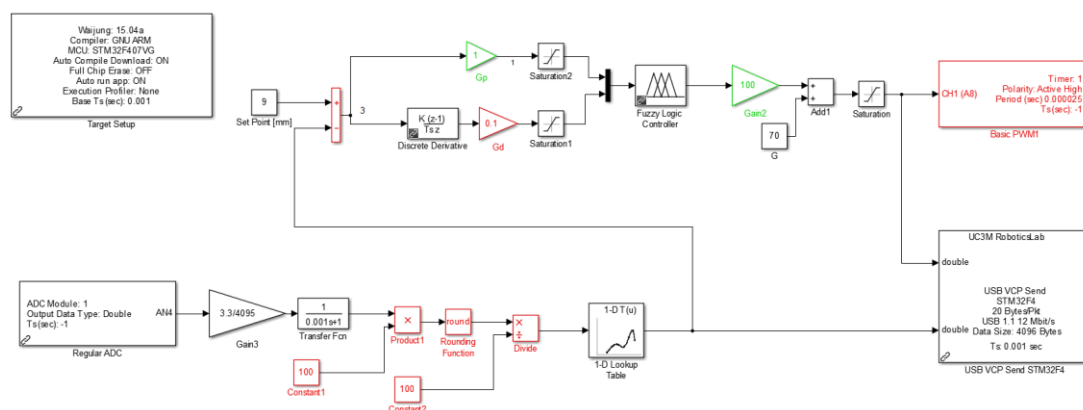 Waijung: 15.04a
Compiler: GNU ARM
MCU: STM32F407VG
Auto Compile Download: ON
Full Chip Erase: OFF
Auto run app: ON
Execution Profiler: None
Base Ts(sec): 0.001
Target Setup
9
Set Point [mm]
+
-
3
1
Gp
1
Saturation2
K (z-1)
Ts z
Discrete Derivative
0.1
Gd
Saturation1
Fuzzy Logic
Controller
100
Gain2
70
G
+
+
Add1
Saturation
CH1 (A8)
Timer: 1
Polarity: Active High
Period (sec) 0.000025
Ts(sec): -1
Basic PWM1
UC3M RoboticsLab
double
double
USB VCP Send
STM32F4
20 Bytes/Pkt
USB 1.1 12 Mbit/s
Data Size: 4096 Bytes
Ts: 0.001 sec
USB VCP Send STM32F4
ADC Module: 1
Output Data Type: Double
Ts(sec): -1
AN4
Regular ADC
3.3/4095
Gain3
1
0.001s+1
Transfer Fcn
×
Product1
100
Constant1
round
Rounding
Function
×
÷
Divide
100
Constant2
1-D T(u)
1-D Lookup
Table